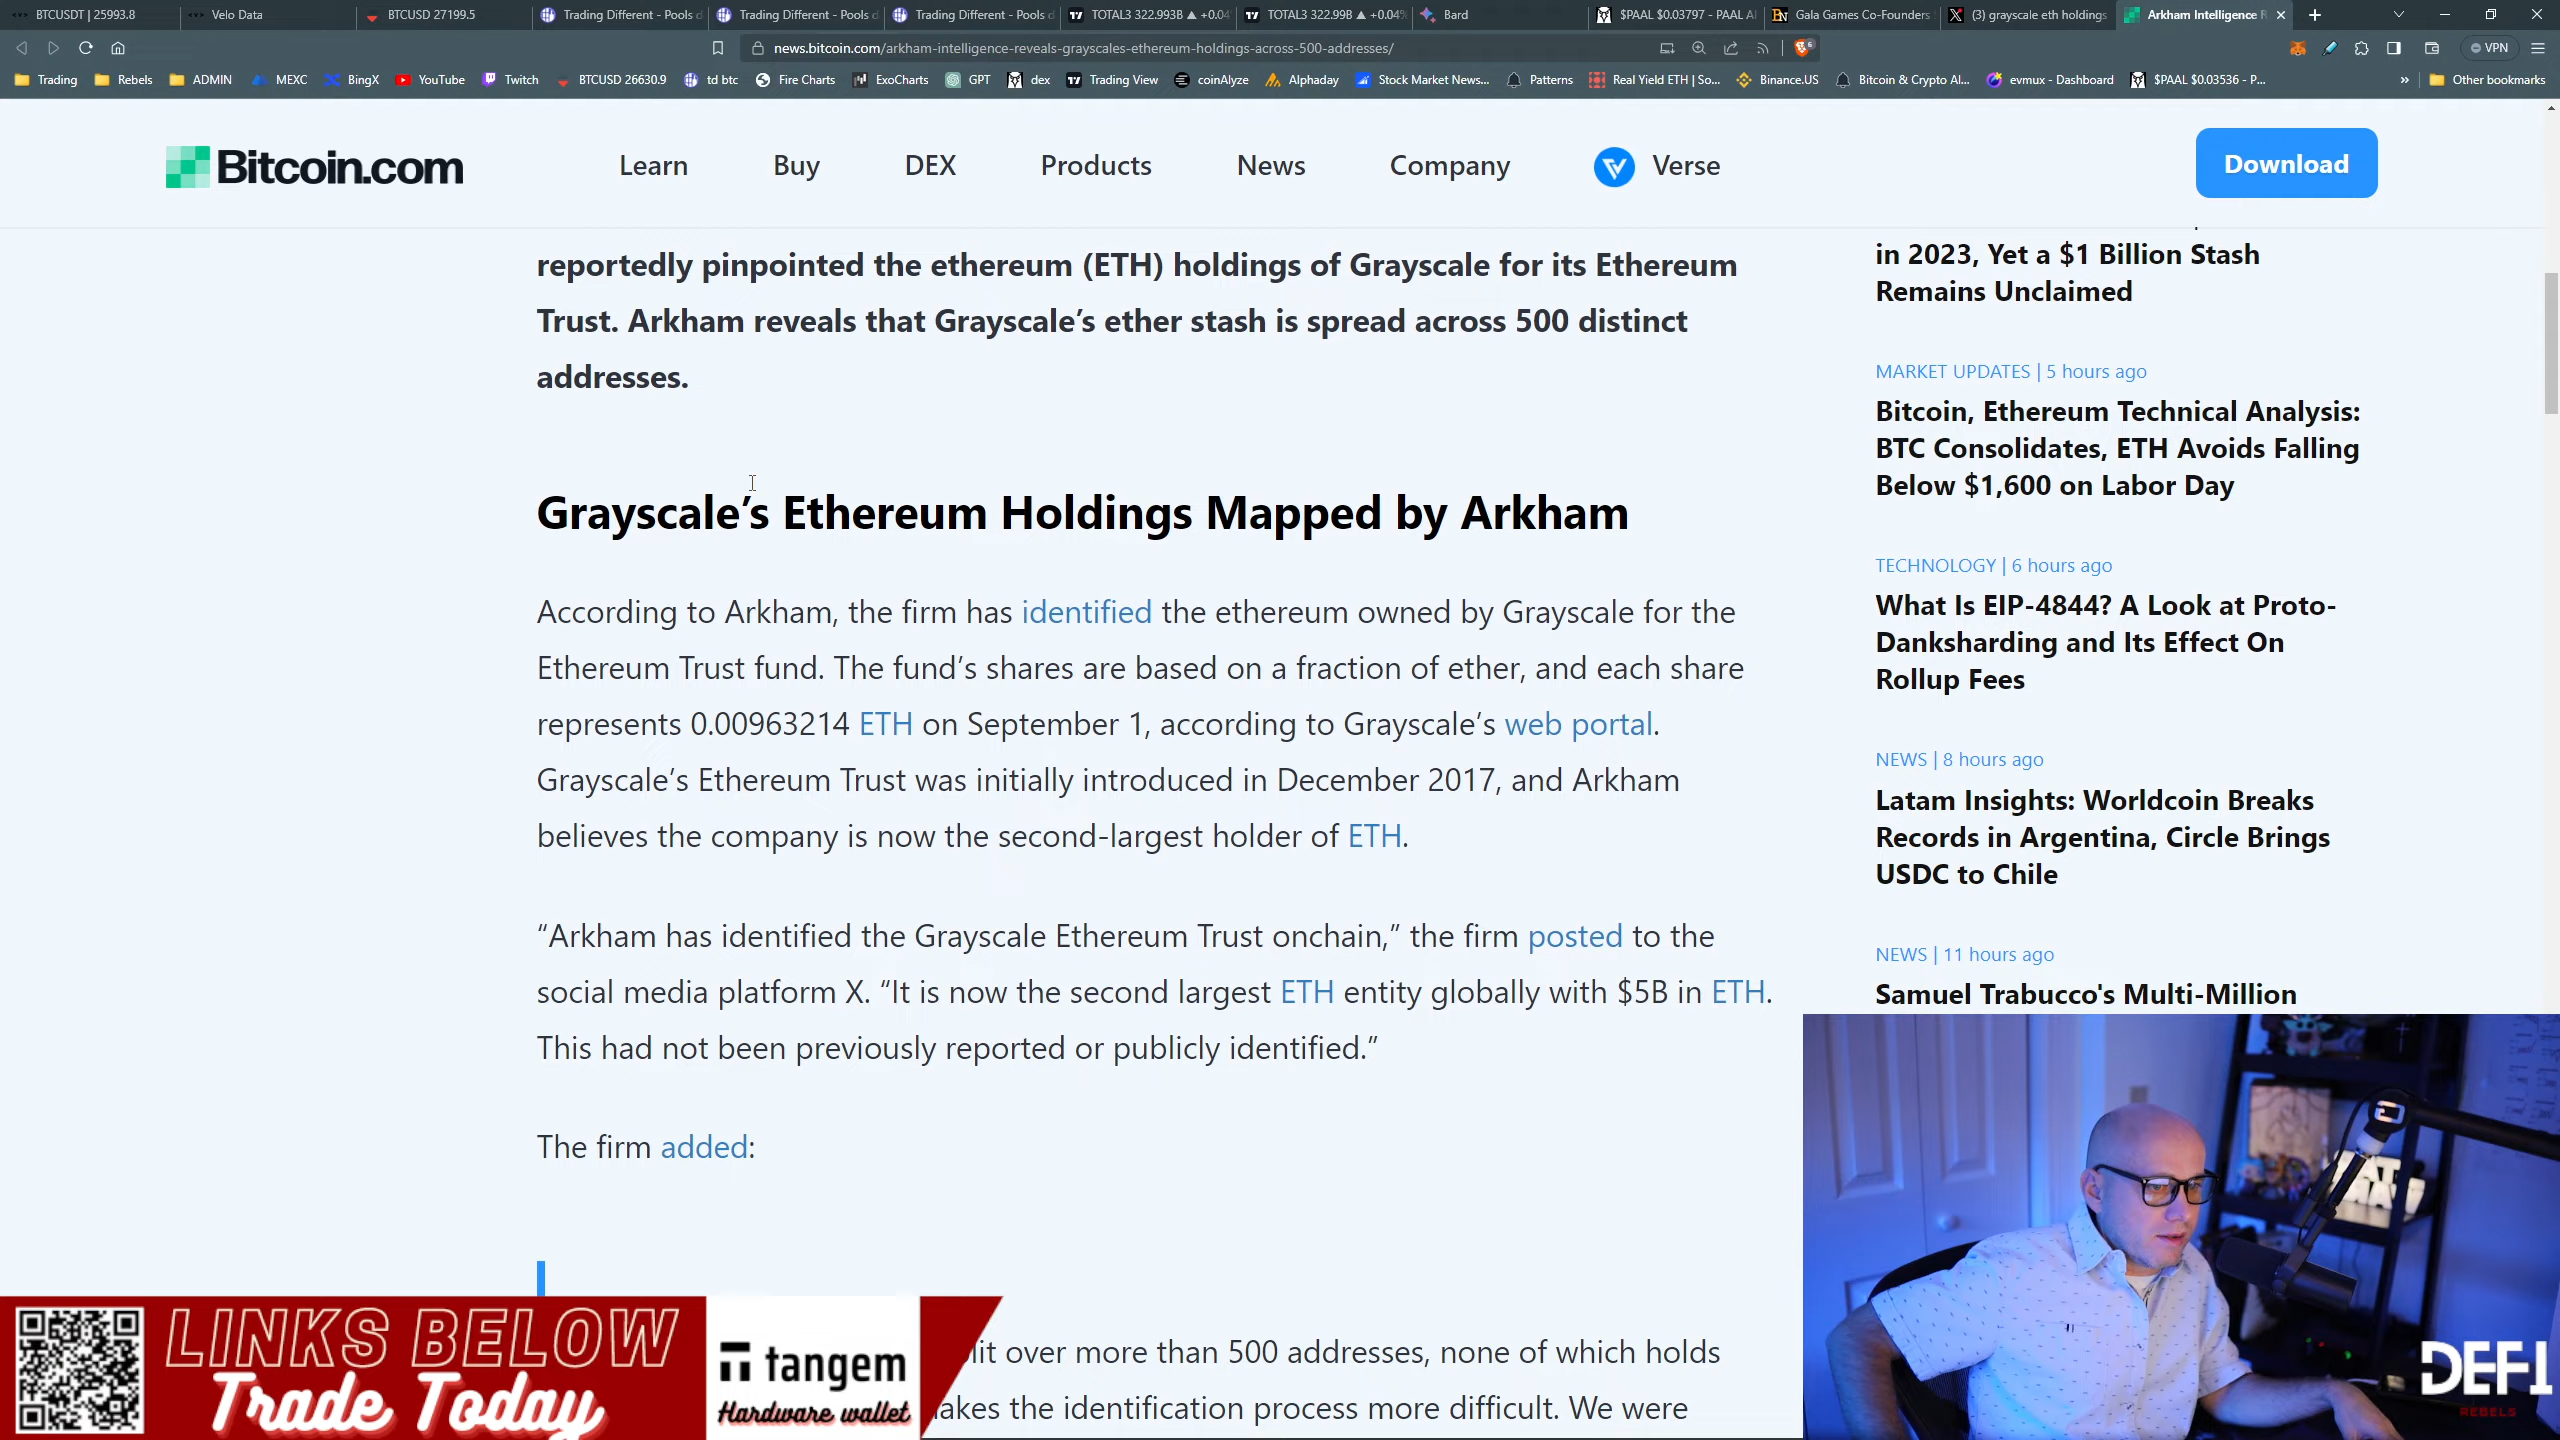 BTCUSDT | 25993.8
Velo Data
BTCUSD 27199.5
Trading Different - Pools d
Trading Different - Pools d
Trading Different - Pools d
TOTAL3 322.993B ▲ +0.04
TOTAL3 322.99B ▲ +0.04%
Bard
$PAAL $0.03797 - PAAL AI
Gala Games Co-Founders
(3) grayscale eth holdings
Arkham Intelligence R
news.bitcoin.com/arkham-intelligence-reveals-grayscales-ethereum-holdings-across-500-addresses/
6
VPN
Trading
Rebels
ADMIN
MEXC
BingX
YouTube
Twitch
BTCUSD 26630.9
td btc
Fire Charts
ExoCharts
GPT
dex
Trading View
coinAlyze
Alphaday
Stock Market News...
Patterns
Real Yield ETH | So...
Binance.US
Bitcoin & Crypto Al...
evmux - Dashboard
$PAAL $0.03536 - P...
»
Other bookmarks
Bitcoin.com
Learn
Buy
DEX
Products
News
Company
Verse
Download
reportedly pinpointed the ethereum (ETH) holdings of Grayscale for its Ethereum
Trust. Arkham reveals that Grayscale’s ether stash is spread across 500 distinct
addresses.
Grayscale’s Ethereum Holdings Mapped by Arkham
According to Arkham, the firm has identified the ethereum owned by Grayscale for the
Ethereum Trust fund. The fund’s shares are based on a fraction of ether, and each share
represents 0.00963214 ETH on September 1, according to Grayscale’s web portal.
Grayscale’s Ethereum Trust was initially introduced in December 2017, and Arkham
believes the company is now the second-largest holder of ETH.
“Arkham has identified the Grayscale Ethereum Trust onchain,” the firm posted to the
social media platform X. “It is now the second largest ETH entity globally with $5B in ETH.
This had not been previously reported or publicly identified.”
The firm added:
lit over more than 500 addresses, none of which holds
akes the identification process more difficult. We were
in 2023, Yet a $1 Billion Stash
Remains Unclaimed
MARKET UPDATES | 5 hours ago
Bitcoin, Ethereum Technical Analysis:
BTC Consolidates, ETH Avoids Falling
Below $1,600 on Labor Day
TECHNOLOGY | 6 hours ago
What Is EIP-4844? A Look at Proto-
Danksharding and Its Effect On
Rollup Fees
NEWS | 8 hours ago
Latam Insights: Worldcoin Breaks
Records in Argentina, Circle Brings
USDC to Chile
NEWS | 11 hours ago
Samuel Trabucco's Multi-Million
LINKS BELOW
Trade Today
tangem
Hardware wallet
DEFI
REBELS